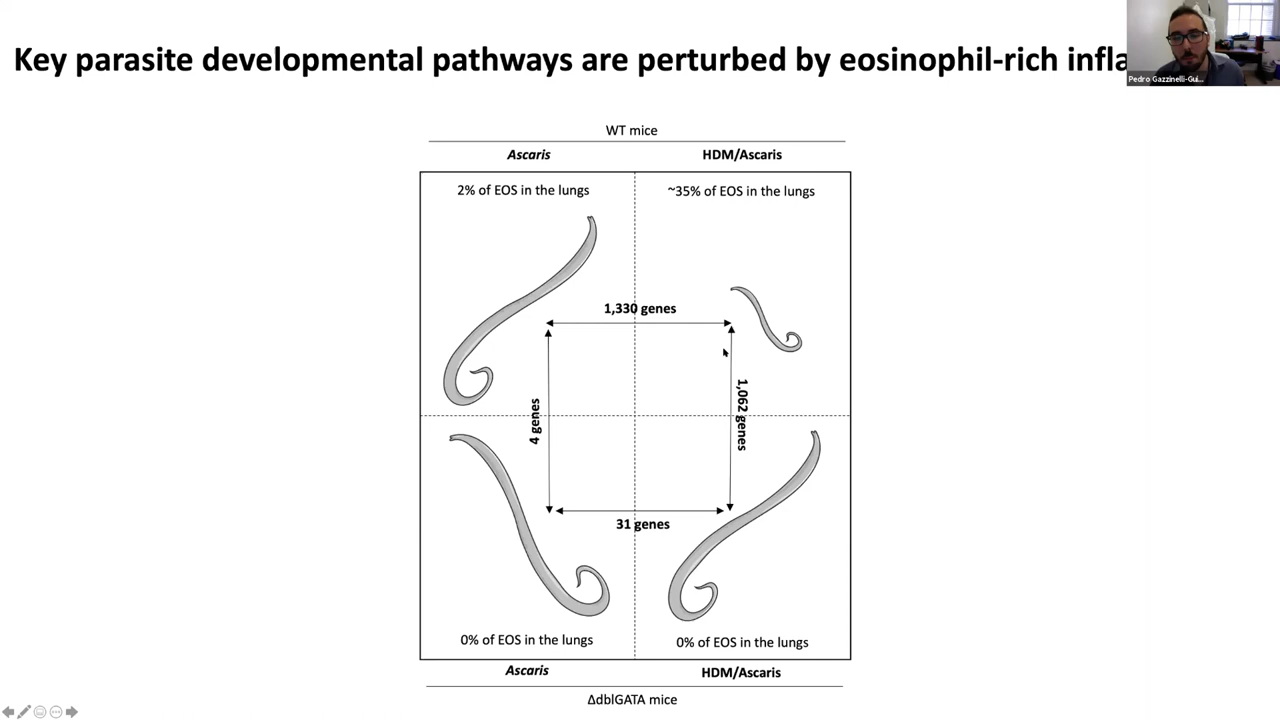 Key parasite developmental pathways are perturbed by eosinophil-rich infla
Pedro Gazzinelli-Gui...
WT mice
Ascaris
HDM/Ascaris
2% of EOS in the lungs
~35% of EOS in the lungs
1,330 genes
4 genes
1,062 genes
31 genes
0% of EOS in the lungs
0% of EOS in the lungs
Ascaris
HDM/Ascaris
ΔdblGATA mice